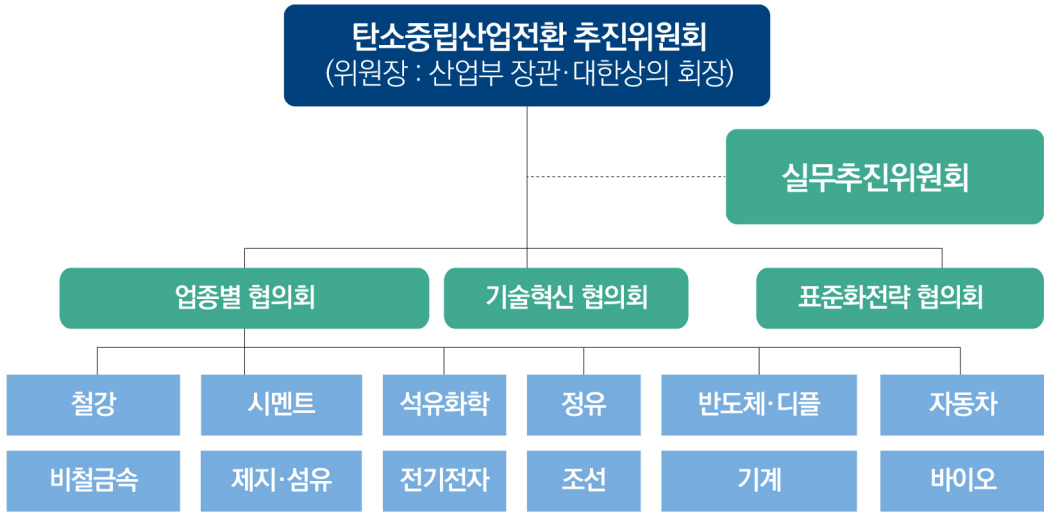 탄소중립산업전환 추진위원회
(위원장 : 산업부 장관·대한상의 회장)
실무추진위원회
업종별 협의회
기술혁신 협의회
표준화전략 협의회
철강
시멘트
석유화학
정유
반도체·디플
자동차
비철금속
제지·섬유
전기전자
조선
기계
바이오